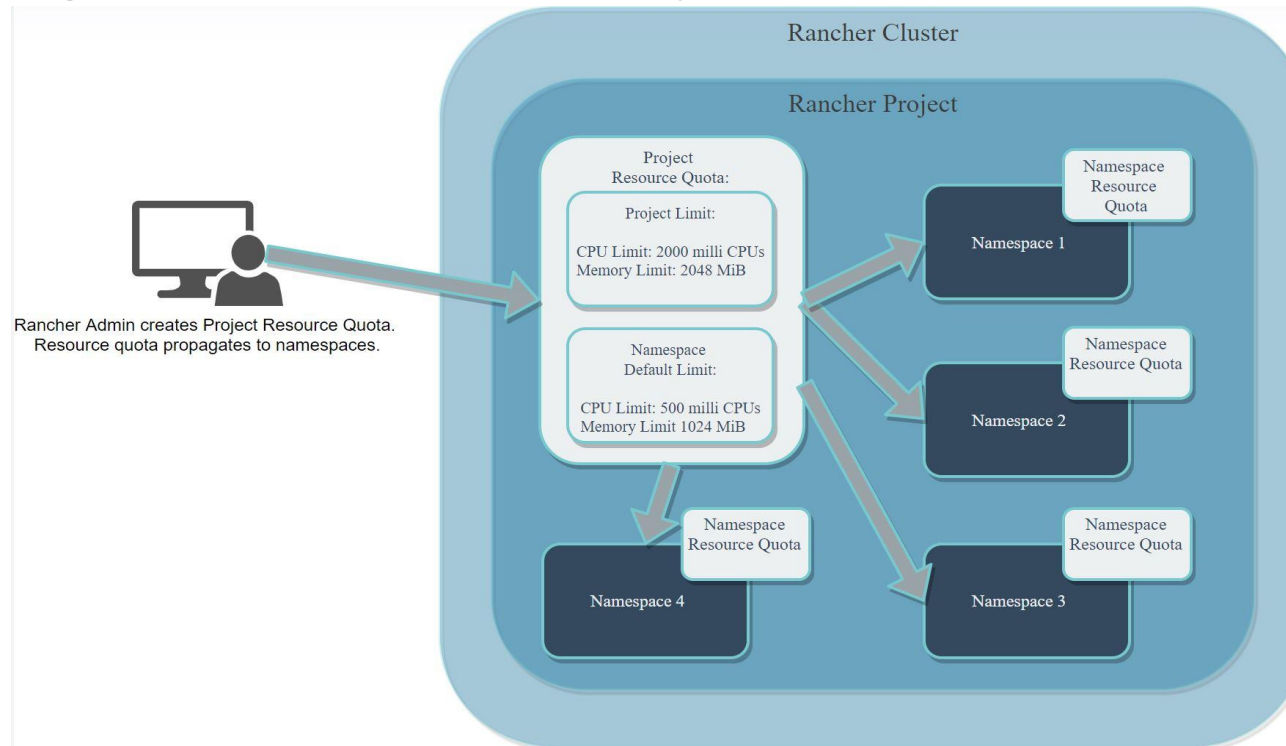 Rancher Cluster
Rancher Project
Project
Resource Quota:
Project Limit:
CPU Limit: 2000 milli CPUs
Memory Limit: 2048 MiB
Namespace
Default Limit:
CPU Limit: 500 milli CPUs
Memory Limit 1024 MiB
Namespace
Resource
Quota
Namespace 1
Rancher Admin creates Project Resource Quota.
Resource quota propagates to namespaces.
Namespace
Resource Quota
Namespace 2
Namespace
Resource Quota
Namespace 4
Namespace
Resource Quota
Namespace 3